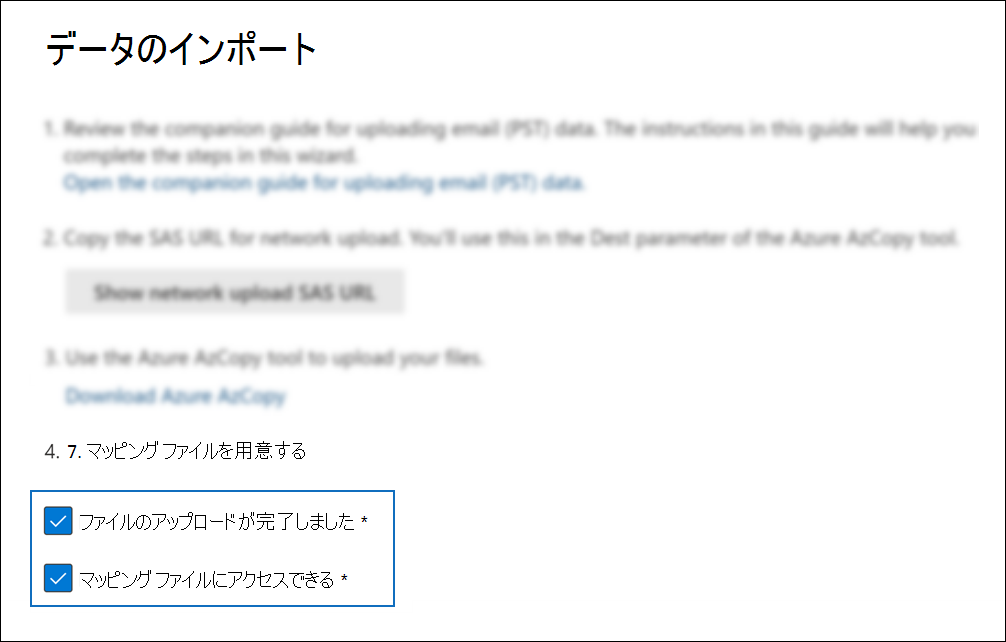 データのインポート
1. Review the companion guide for uploading email (PST) data. The instructions in this guide will help you
complete the steps in this wizard.
Open the companion guide for uploading email (PST) data.
2. Copy the SAS URL for network upload. You'll use this in the Dest parameter of the Azure AzCopy tool.
Show network upload SAS URL
3. Use the Azure AzCopy tool to upload your files.
Download Azure AzCopy
4. 7. マッピング ファイルを用意する
ファイルのアップロードが完了しました *
マッピング ファイルにアクセスできる *